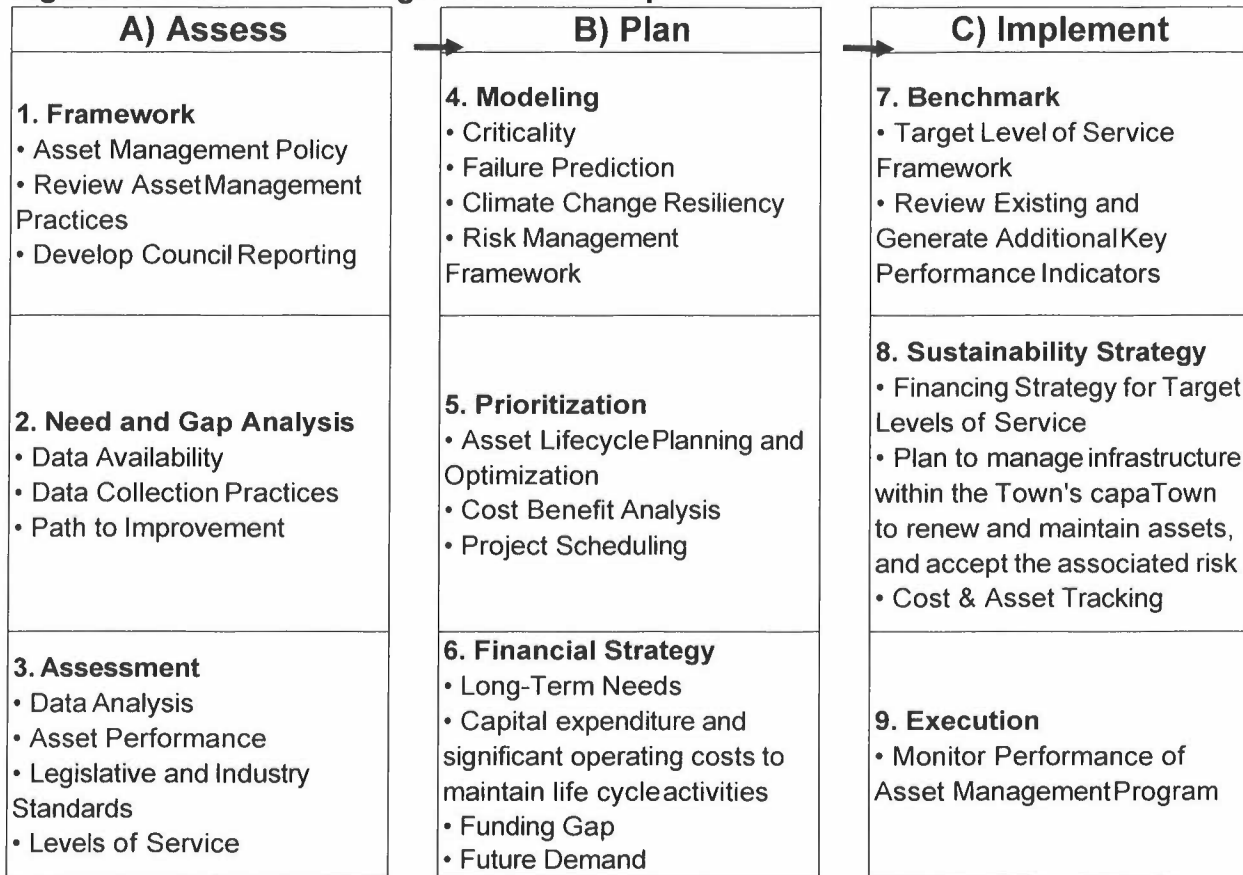 A) Assess
1. Framework
• Asset Management Policy
• Review Asset Management
Practices
• Develop Council Reporting
2. Need and Gap Analysis
• Data Availability
• Data Collection Practices
• Path to Improvement
3. Assessment
• Data Analysis
• Asset Performance
• Legislative and Industry
Standards
• Levels of Service
B) Plan
4. Modeling
• Criticality
• Failure Prediction
• Climate Change Resiliency
• Risk Management
Framework
5. Prioritization
• Asset Lifecycle Planning and
Optimization
• Cost Benefit Analysis
• Project Scheduling
6. Financial Strategy
• Long-Term Needs
• Capital expenditure and
significant operating costs to
maintain life cycle activities
• Funding Gap
• Future Demand
C) Implement
7. Benchmark
• Target Level of Service
Framework
• Review Existing and
Generate Additional Key
Performance Indicators
8. Sustainability Strategy
• Financing Strategy for Target
Levels of Service
• Plan to manage infrastructure
within the Town's capaTown
to renew and maintain assets,
and accept the associated risk
• Cost & Asset Tracking
9. Execution
• Monitor Performance of
Asset Management Program